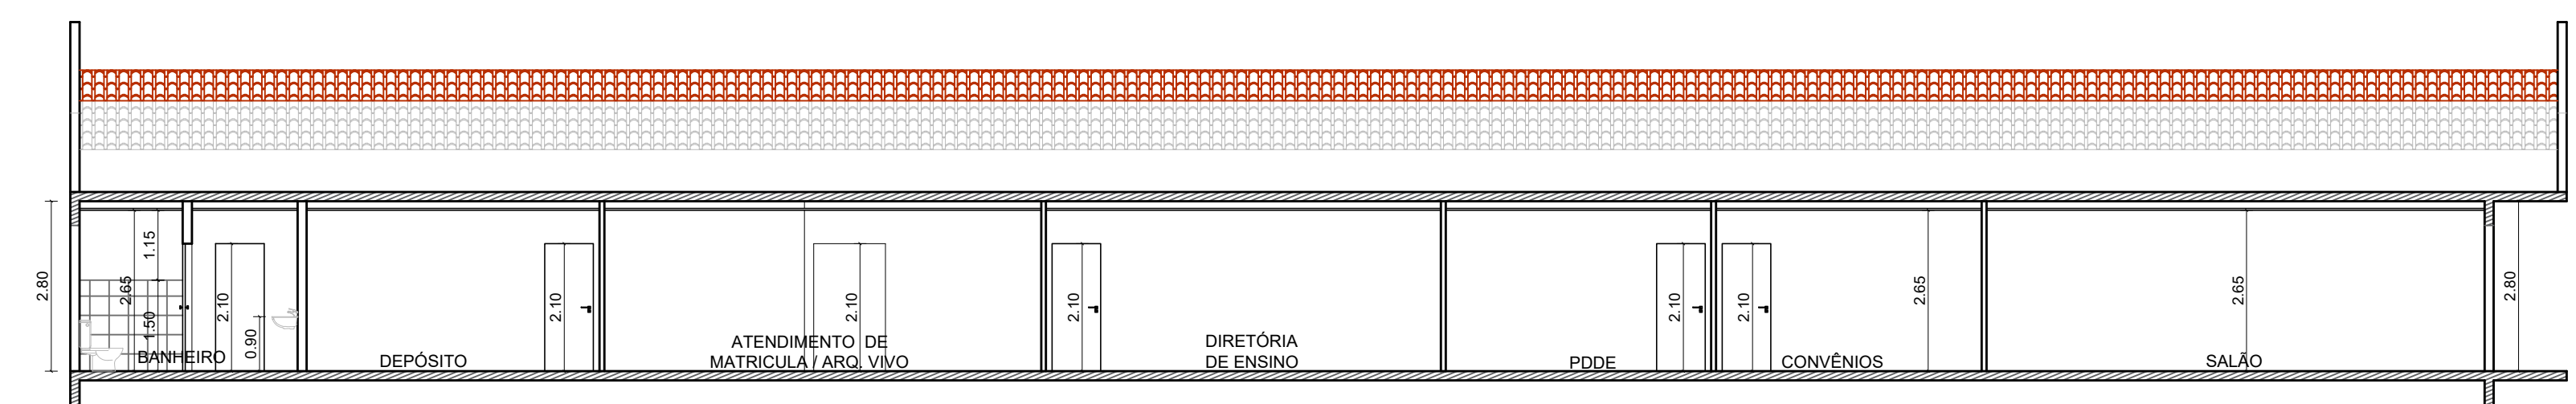 2.80
2.65
1.15
1.50
BANHEIRO
2.10
0.90
DEPÓSITO
2.10
ATENDIMENTO DE
MATRICULA / ARQ. VIVO
2.10
2.10
DIRETÓRIA
DE ENSINO
PDDE
2.10
2.10
CONVÊNIOS
2.65
SALÃO
2.65
2.80